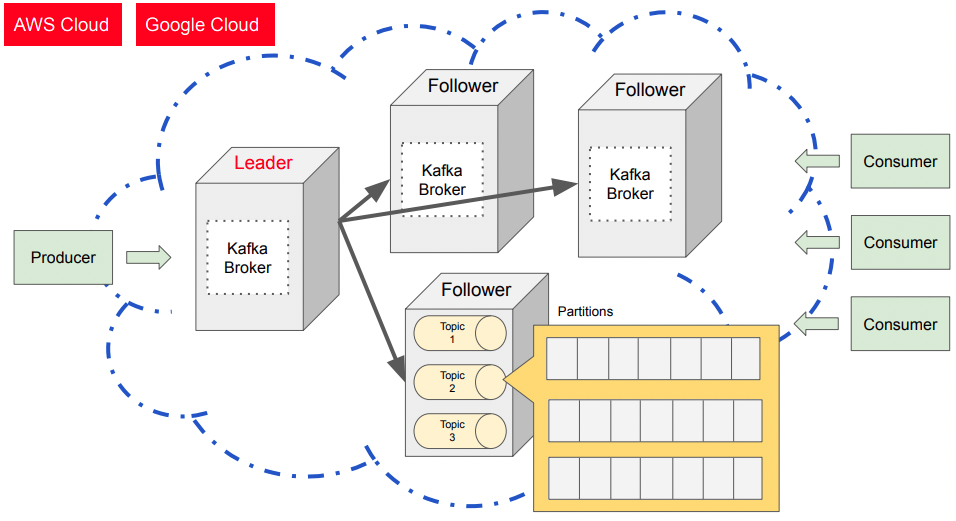 AWS Cloud
Google Cloud
Follower
Kafka
Broker
Follower
Kafka
Broker
Leader
Kafka
Broker
Producer
Consumer
Consumer
Consumer
Follower
Topic
1
Topic
2
Topic
3
Partitions